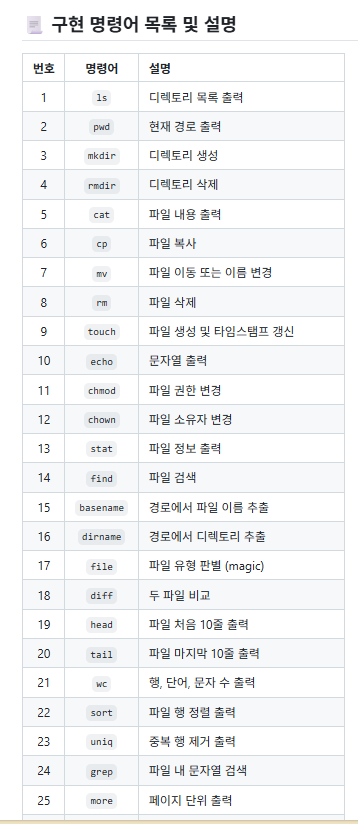 구현 명령어 목록 및 설명
번호 명령어 설명
1 ls 디렉토리 목록 출력
2 pwd 현재 경로 출력
3 mkdir 디렉토리 생성
4 rmdir 디렉토리 삭제
5 cat 파일 내용 출력
6 cp 파일 복사
7 mv 파일 이동 또는 이름 변경
8 rm 파일 삭제
9 touch 파일 생성 및 타임스탬프 갱신
10 echo 문자열 출력
11 chmod 파일 권한 변경
12 chown 파일 소유자 변경
13 stat 파일 정보 출력
14 find 파일 검색
15 basename 경로에서 파일 이름 추출
16 dirname 경로에서 디렉토리 추출
17 file 파일 유형 판별 (magic)
18 diff 두 파일 비교
19 head 파일 처음 10줄 출력
20 tail 파일 마지막 10줄 출력
21 wc 행, 단어, 문자 수 출력
22 sort 파일 행 정렬 출력
23 uniq 중복 행 제거 출력
24 grep 파일 내 문자열 검색
25 more 페이지 단위 출력